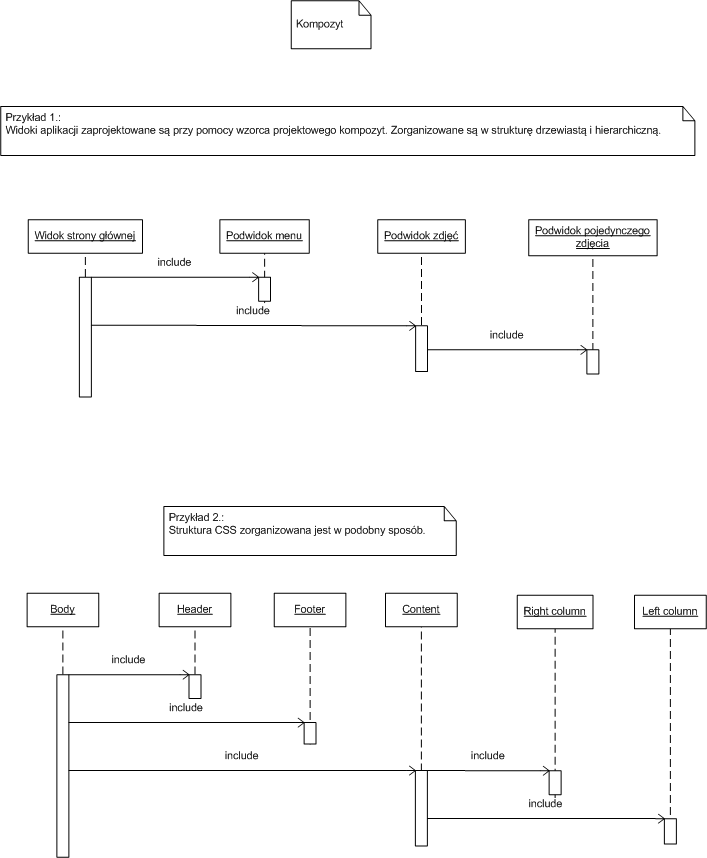 Kompozyt
Przykład 1.:
Widoki aplikacji zaprojektowane są przy pomocy wzorca projektowego kompozyt. Zorganizowane są w strukturę drzewiastą i hierarchiczną.
Widok strony głównej
Podwidok menu
Podwidok zdjęć
Podwidok pojedynczego
zdjęcia
include
include
include
Przykład 2.:
Struktura CSS zorganizowana jest w podobny sposób.
Body
Header
Footer
Content
Right column
Left column
include
include
include
include
include